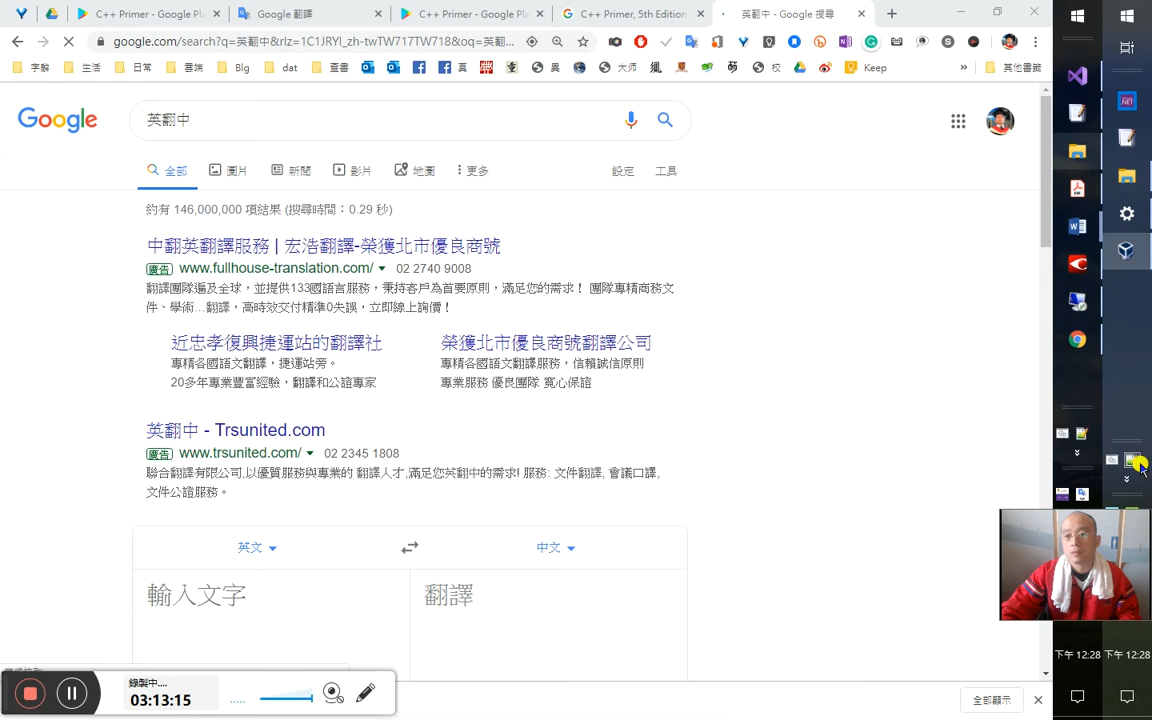 C++ Primer - Google Pla
Google 翻譯
C++ Primer - Google Pla
C++ Primer, 5th Edition
英翻中 - Google 搜尋
google.com/search?q=英翻中&rlz=1C1JRYI_zh-twTW717TW718&oq=英翻...
字辭
生活
日常
雲端
Blg
dat
查書
真
異
大师
校
Keep
»
其他書籤
Google
英翻中
全部
圖片
新聞
影片
地圖
更多
設定
工具
約有 146,000,000 項結果 (搜尋時間：0.29 秒)
中翻英翻譯服務 | 宏浩翻譯-榮獲北市優良商號
廣告 www.fullhouse-translation.com/ 02 2740 9008
翻譯團隊遍及全球，並提供133國語言服務，秉持客戶為首要原則，滿足您的需求！ 團隊專精商務文
件、學術...翻譯，高時效交付精準0失誤，立即線上詢價！
近忠孝復興捷運站的翻譯社
專精各國語文翻譯，捷運站旁。
20多年專業豐富經驗，翻譯和公證專家
榮獲北市優良商號翻譯公司
專精各國語文翻譯服務，信賴誠信原則
專業服務 優良團隊 寬心保證
英翻中 - Trsunited.com
廣告 www.trsunited.com/ 02 2345 1808
聯合翻譯有限公司,以優質服務與專業的 翻譯人才,滿足您英翻中的需求! 服務: 文件翻譯, 會議口譯,
文件公證服務。
英文
中文
輸入文字
翻譯
錄製中....
03:13:15
全部顯示
下午 12:28
下午 12:28